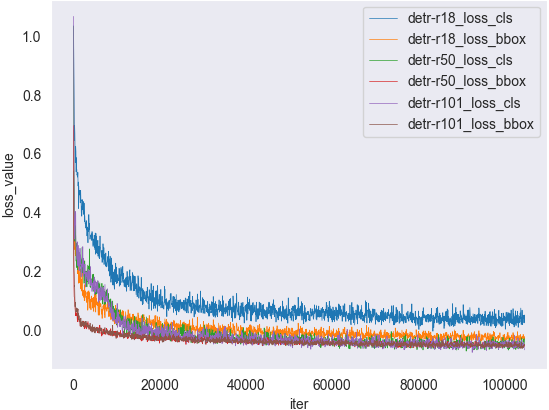 detr-r18_loss_cls
detr-r18_loss_bbox
detr-r50_loss_cls
detr-r50_loss_bbox
detr-r101_loss_cls
detr-r101_loss_bbox
1.0
0.8
0.6
0.4
0.2
0.0
loss_value
0 20000 40000 60000 80000 100000
iter